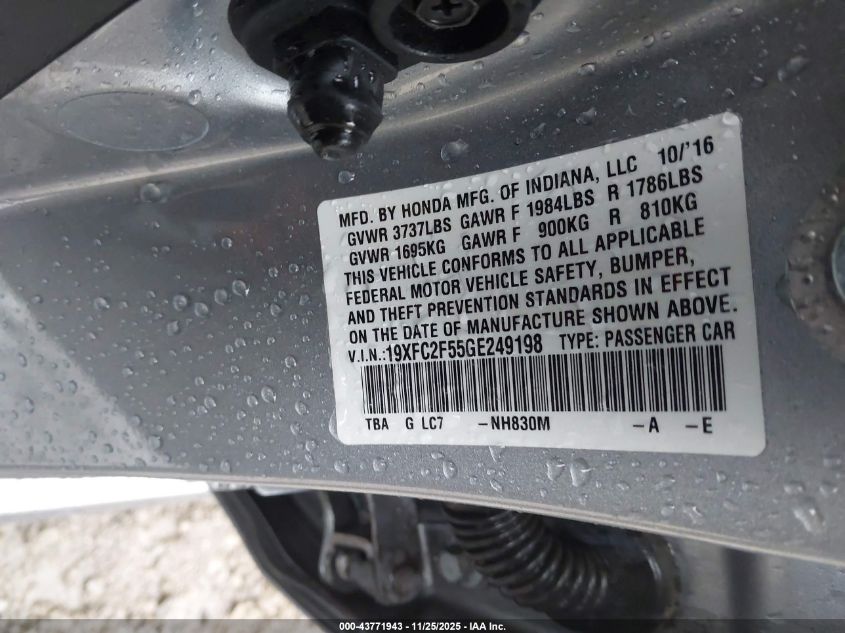 MFD. BY HONDA MFG. OF INDIANA, LLC 10/'16
GVWR 3737LBS GAWR F 1984LBS R 1786LBS
GVWR 1695KG GAWR F 900KG R 810KG
THIS VEHICLE CONFORMS TO ALL APPLICABLE
FEDERAL MOTOR VEHICLE SAFETY, BUMPER,
AND THEFT PREVENTION STANDARDS IN EFFECT
ON THE DATE OF MANUFACTURE SHOWN ABOVE.
V.I.N.:19XFC2F55GE249198 TYPE: PASSENGER CAR
TBA G LC7 -NH830M -A -E
000-43771943 - 11/25/2025 - IAA Inc.